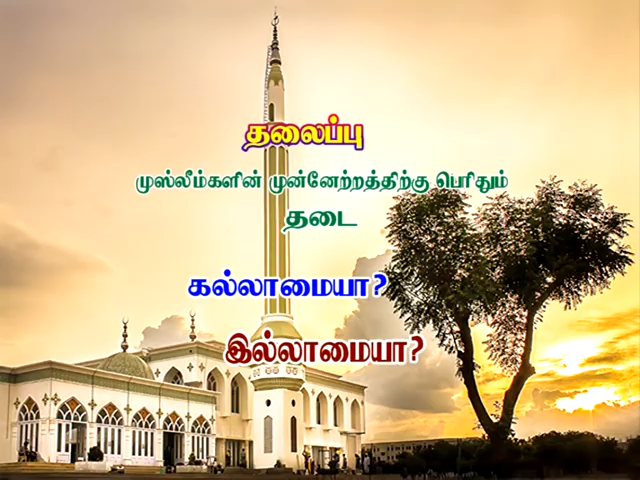 தலைப்பு
முஸ்லீம்களின் முன்னேற்றத்திற்கு பெரிதும்
தடை
கல்லாமையா?
இல்லாமையா?